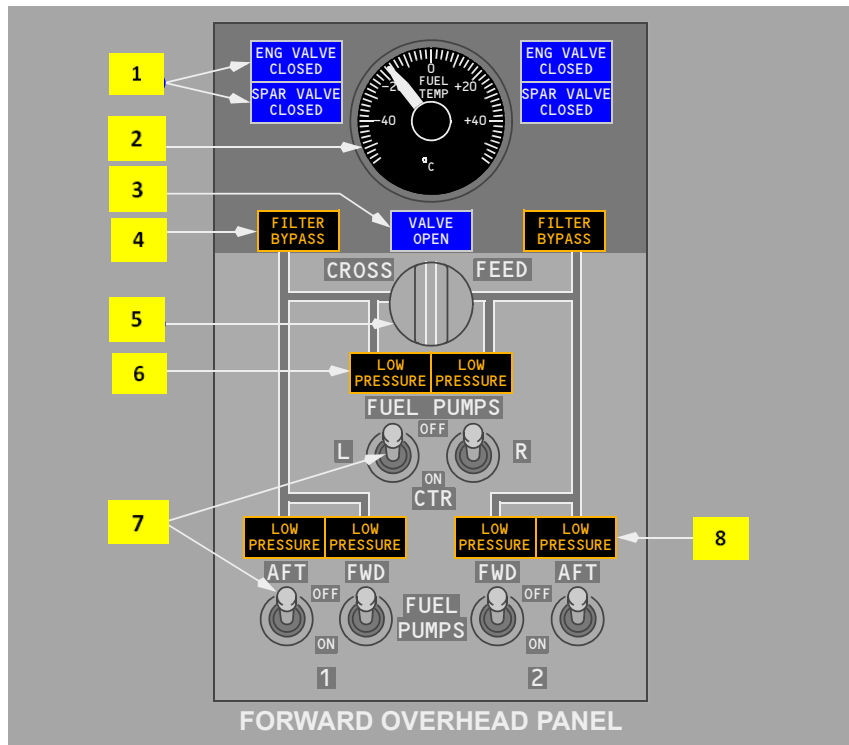 1
ENG VALVE
CLOSED
SPAR VALVE
CLOSED
ENG VALVE
CLOSED
SPAR VALVE
CLOSED
0
FUEL
TEMP
-20
+20
-40
+40
°C
2
3
4
FILTER
BYPASS
VALVE
OPEN
FILTER
BYPASS
CROSS
FEED
5
6
LOW
PRESSURE
LOW
PRESSURE
FUEL PUMPS
OFF
L
R
ON
CTR
7
LOW
PRESSURE
LOW
PRESSURE
LOW
PRESSURE
LOW
PRESSURE
8
AFT
FWD
FWD
AFT
OFF
OFF
FUEL
PUMPS
ON
ON
1
2
FORWARD OVERHEAD PANEL